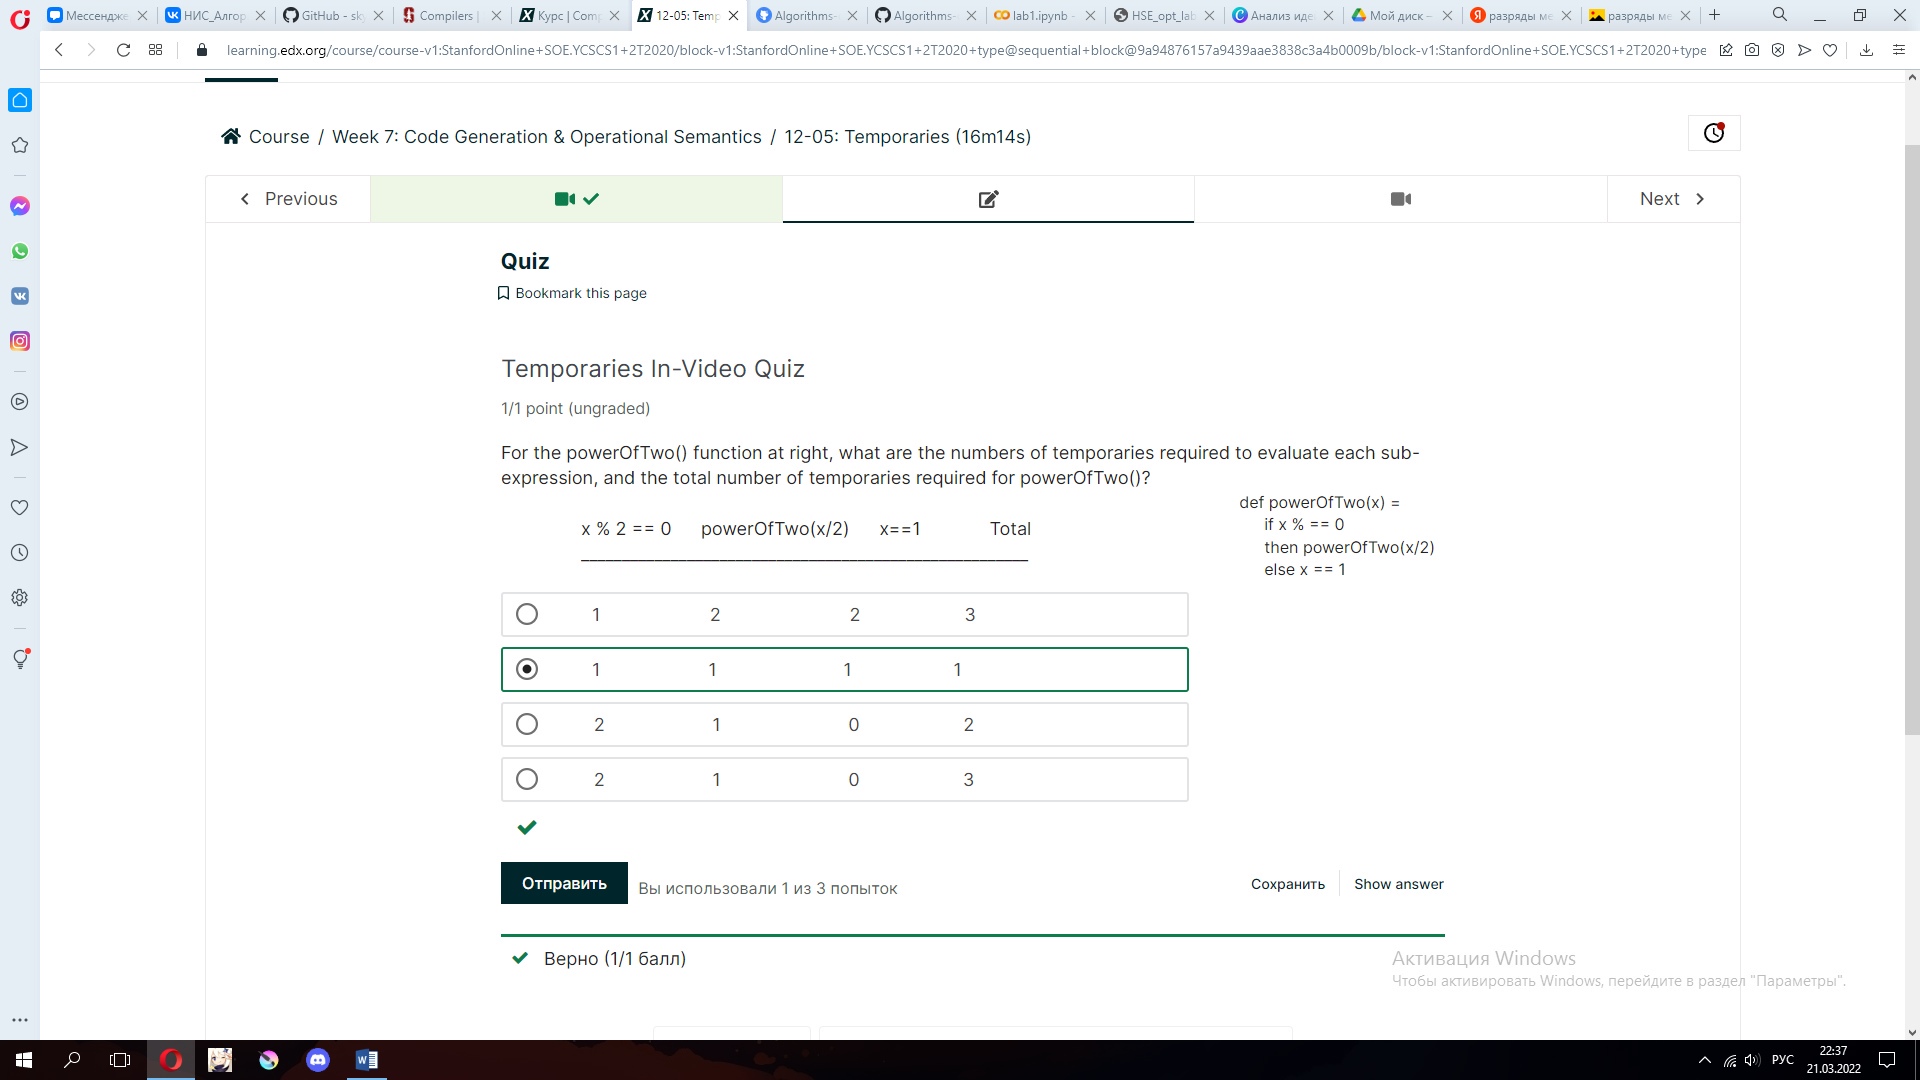 Мессендже
НИС_Алгор
GitHub - sky
Compilers |
Курс | Comp
12-05: Temp
Algorithms-
Algorithms-
lab1.ipynb -
HSE_opt_lab
Анализ иде
Мой диск –
разряды ме
разряды ме
learning.edx.org/course/course-v1:StanfordOnline+SOE.YCSCS1+2T2020/block-v1:StanfordOnline+SOE.YCSCS1+2T2020+type@sequential+block@9a94876157a9439aae3838c3a4b0009b/block-v1:StanfordOnline+SOE.YCSCS1+2T2020+type
Course / Week 7: Code Generation & Operational Semantics / 12-05: Temporaries (16m14s)
Previous
Next
Quiz
Bookmark this page
Temporaries In-Video Quiz
1/1 point (ungraded)
For the powerOfTwo() function at right, what are the numbers of temporaries required to evaluate each sub-
expression, and the total number of temporaries required for powerOfTwo()?
def powerOfTwo(x) =
if x % == 0
then powerOfTwo(x/2)
else x == 1
x % 2 == 0 powerOfTwo(x/2) x==1 Total
1 2 2 3
1 1 1 1
2 1 0 2
2 1 0 3
Отправить
Вы использовали 1 из 3 попыток
Сохранить
Show answer
Верно (1/1 балл)
Активация Windows
Чтобы активировать Windows, перейдите в раздел "Параметры".
РУС
22:37
21.03.2022